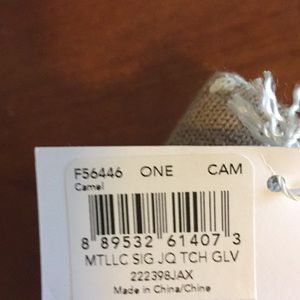 F56446 ONE CAM
Camel
8 89532 61407 3
MTLLC SIG JQ TCH GLV
222398JAX
Made in China/Chine